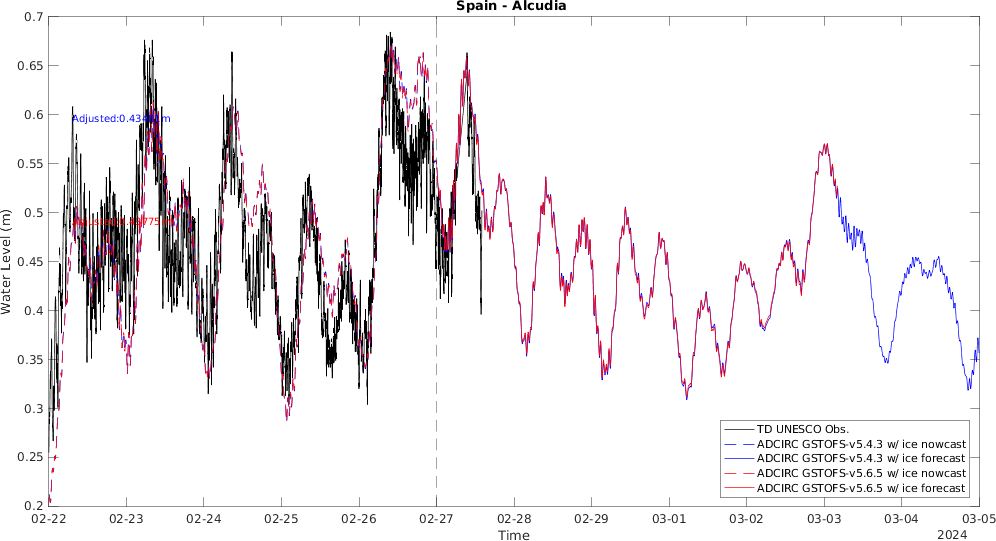 Spain - Alcudia
0.7
0.65
0.6
0.55
0.5
0.45
0.4
0.35
0.3
0.25
0.2
Water Level (m)
02-22 02-23 02-24 02-25 02-26 02-27 02-28 02-29 03-01 03-02 03-03 03-04 03-05
Time
2024
TD UNESCO Obs.
ADCIRC GSTOFS-v5.4.3 w/ ice nowcast
ADCIRC GSTOFS-v5.4.3 w/ ice forecast
ADCIRC GSTOFS-v5.6.5 w/ ice nowcast
ADCIRC GSTOFS-v5.6.5 w/ ice forecast